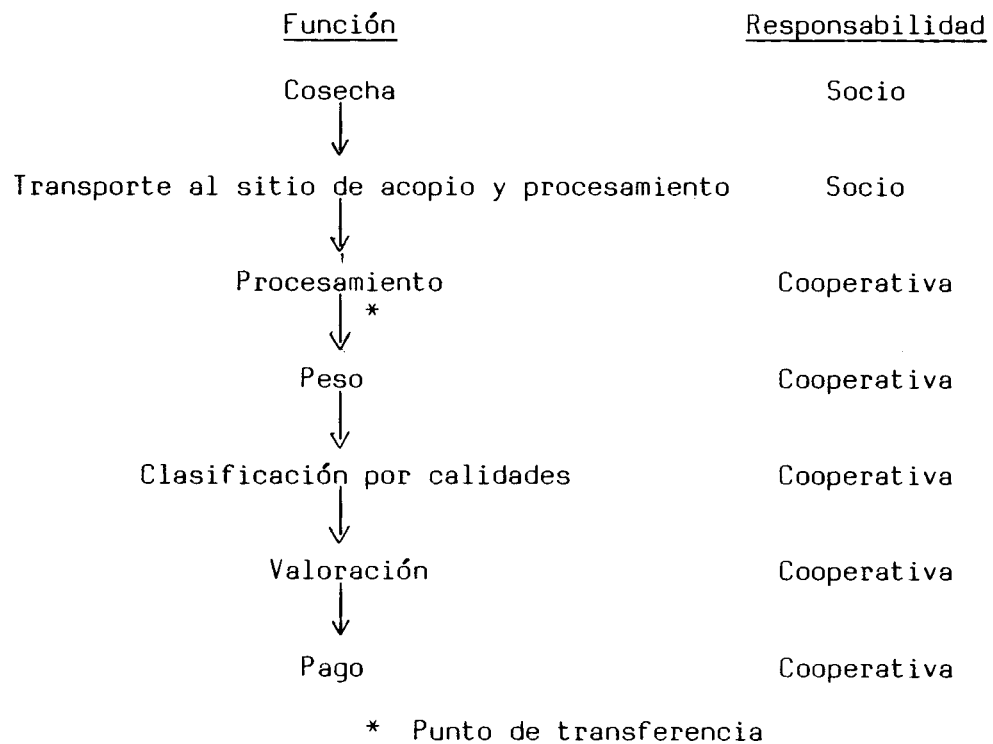 Función Responsabilidad
Cosecha Socio
Transporte al sitio de acopio y procesamiento Socio
Procesamiento Cooperativa
*
Peso Cooperativa
Clasificación por calidades Cooperativa
Valoración Cooperativa
Pago Cooperativa
* Punto de transferencia